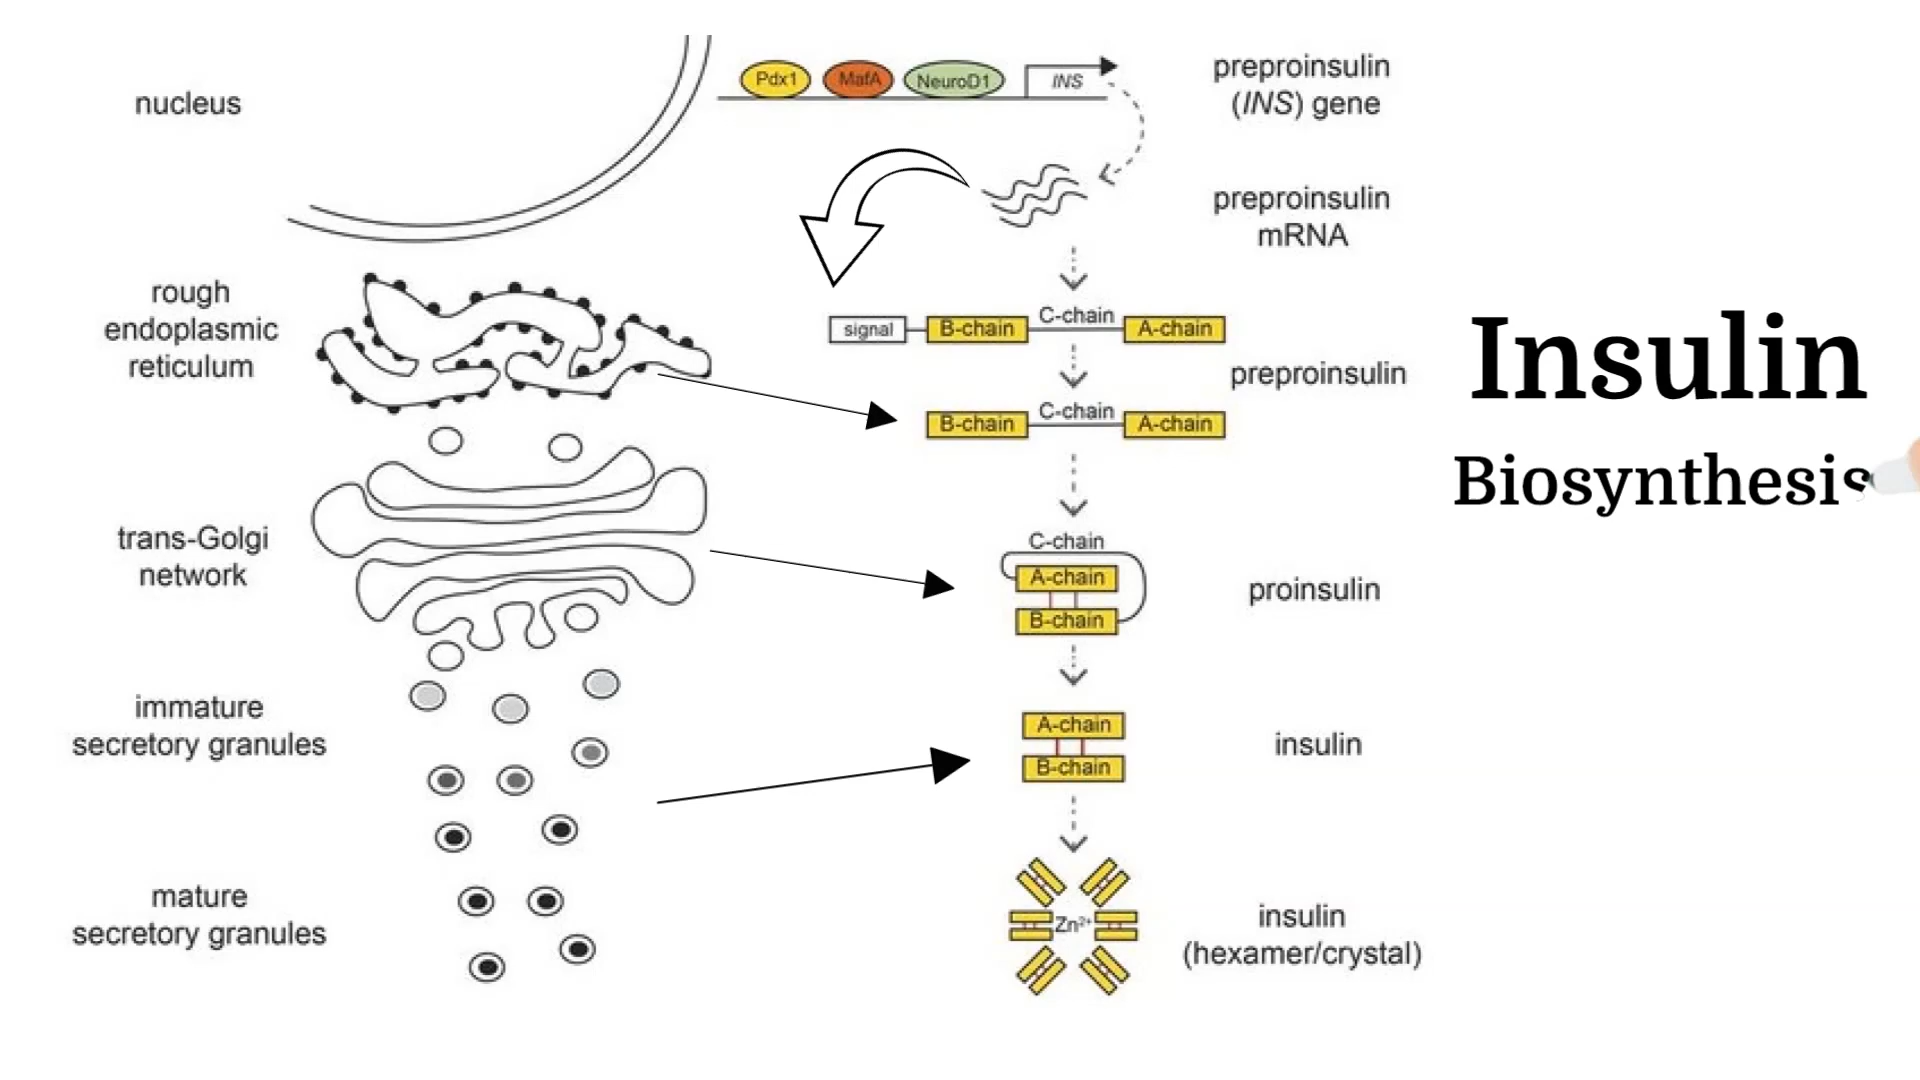 nucleus
Pdx1
MafA
NeuroD1
INS
preproinsulin
(INS) gene
preproinsulin
mRNA
rough
endoplasmic
reticulum
signal
B-chain
C-chain
A-chain
preproinsulin
B-chain
C-chain
A-chain
Insulin
Biosynthesis
trans-Golgi
network
C-chain
A-chain
B-chain
proinsulin
immature
secretory granules
A-chain
B-chain
insulin
mature
secretory granules
Zn²⁺
insulin
(hexamer/crystal)